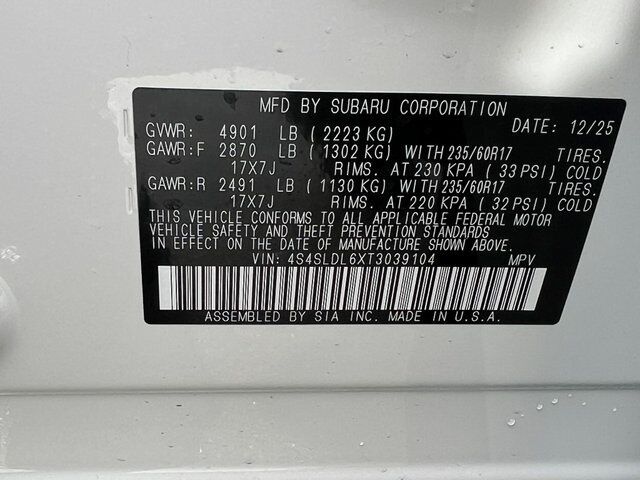 MFD BY SUBARU CORPORATION
DATE: 12/25
GVWR: 4901 LB ( 2223 KG)
GAWR:F 2870 LB ( 1302 KG) WITH 235/60R17 TIRES.
17X7J RIMS. AT 230 KPA ( 33 PSI) COLD
GAWR:R 2491 LB ( 1130 KG) WITH 235/60R17 TIRES.
17X7J RIMS. AT 220 KPA ( 32 PSI) COLD
THIS VEHICLE CONFORMS TO ALL APPLICABLE FEDERAL MOTOR
VEHICLE SAFETY AND THEFT PREVENTION STANDARDS
IN EFFECT ON THE DATE OF MANUFACTURE SHOWN ABOVE.
VIN: 4S4SLDL6XT3039104 MPV
ASSEMBLED BY SIA INC. MADE IN U.S.A.